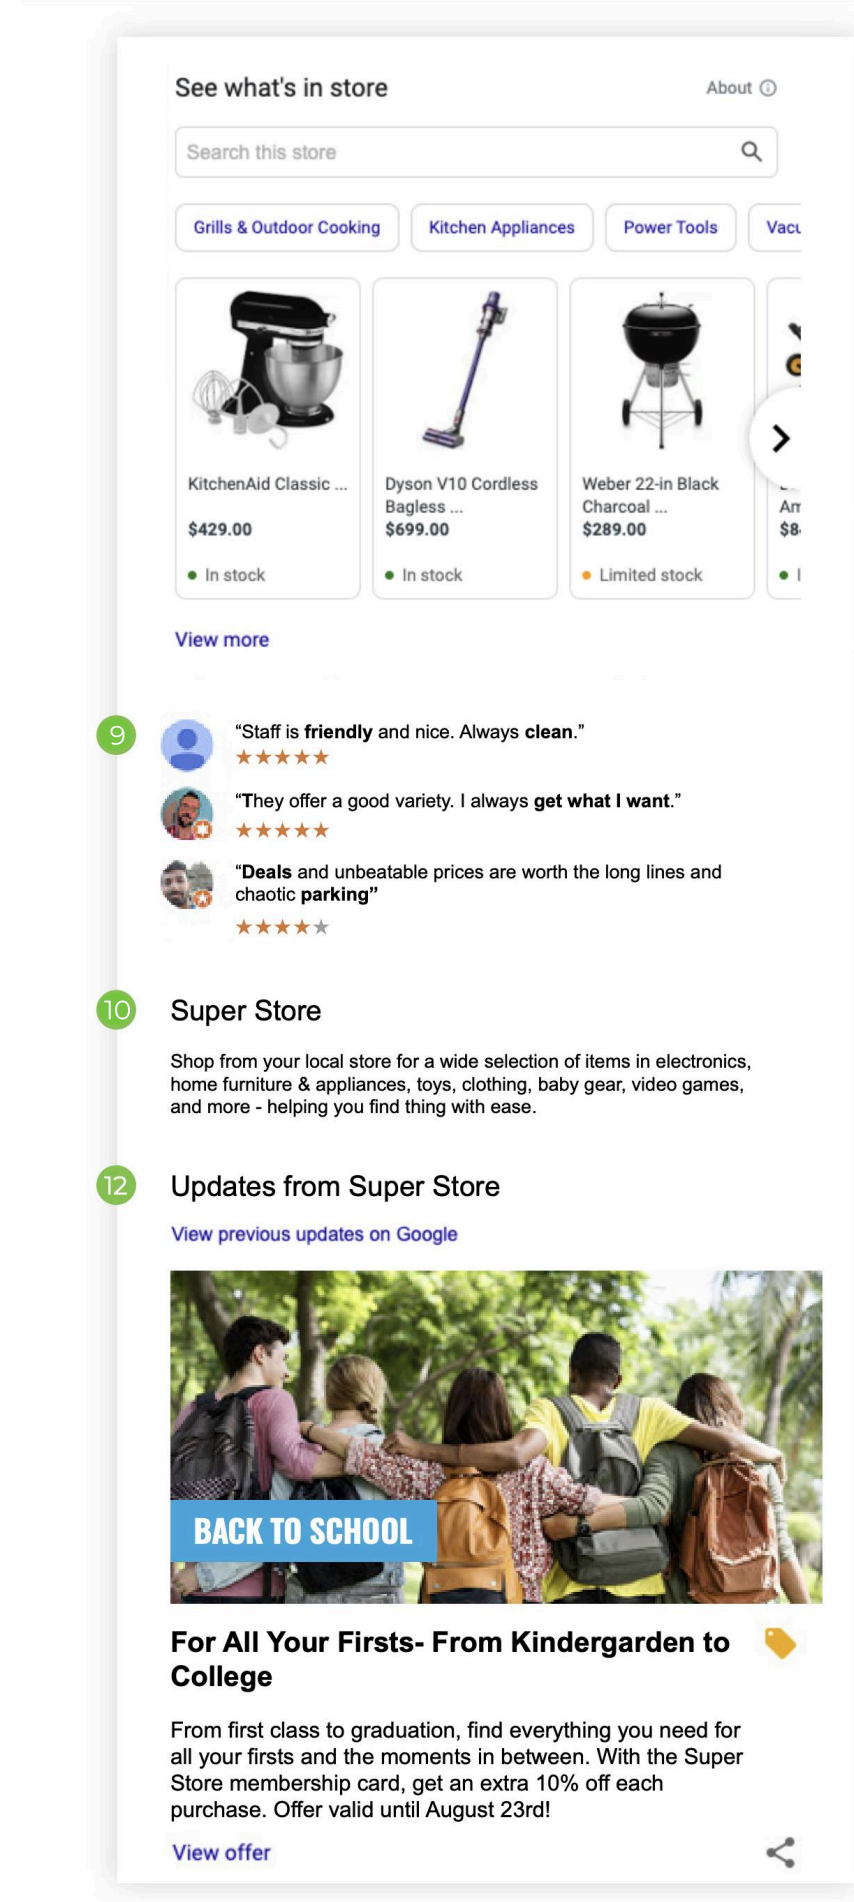 See what's in store
About
Search this store
Grills & Outdoor Cooking
Kitchen Appliances
Power Tools
Vacu
KitchenAid Classic ...
$429.00
In stock
Dyson V10 Cordless
Bagless ...
$699.00
In stock
Weber 22-in Black
Charcoal ...
$289.00
Limited stock
Am
$8
View more
9
“Staff is friendly and nice. Always clean.”
“They offer a good variety. I always get what I want.”
“Deals and unbeatable prices are worth the long lines and
chaotic parking”
10
Super Store
Shop from your local store for a wide selection of items in electronics,
home furniture & appliances, toys, clothing, baby gear, video games,
and more - helping you find thing with ease.
12
Updates from Super Store
View previous updates on Google
BACK TO SCHOOL
For All Your Firsts- From Kindergarden to
College
From first class to graduation, find everything you need for
all your firsts and the moments in between. With the Super
Store membership card, get an extra 10% off each
purchase. Offer valid until August 23rd!
View offer